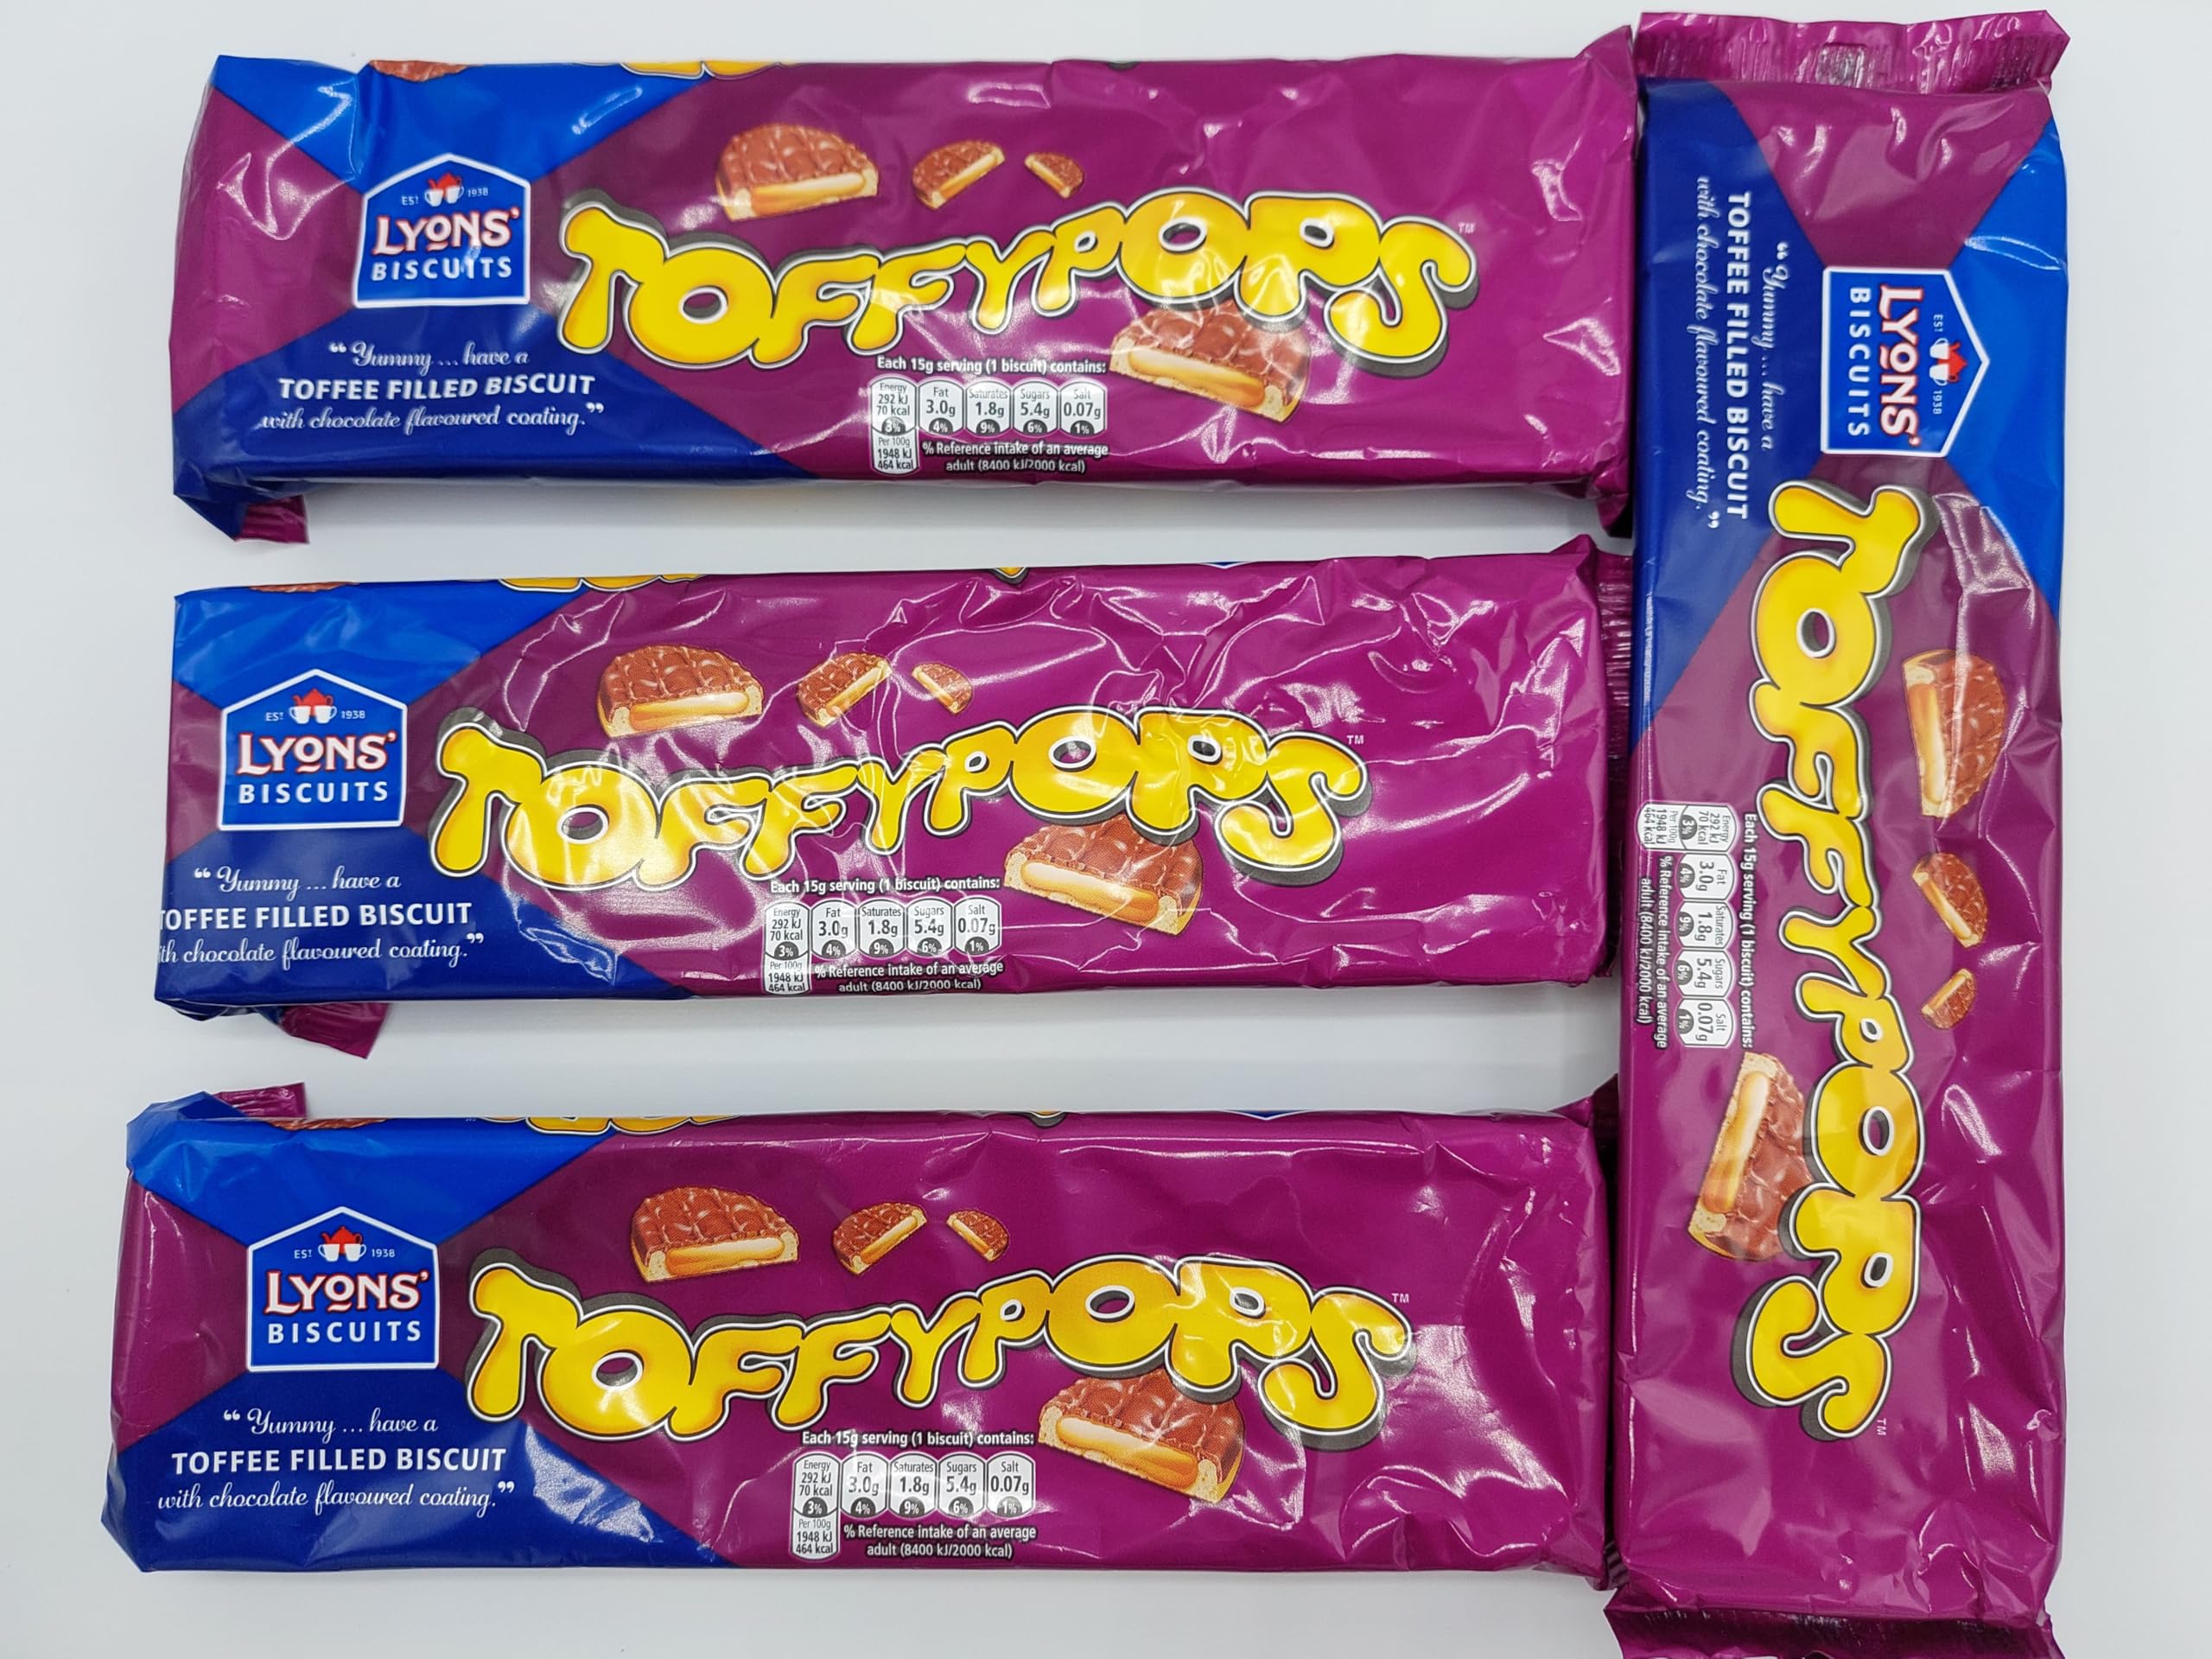 EST 1938
LYONS'
BISCUITS
“Yummy ... have a
TOFFEE FILLED BISCUIT
with chocolate flavoured coating.”
TOFFYPOPS™
Each 15g serving (1 biscuit) contains:
Energy Fat Saturates Sugars Salt
292 kJ
70 kcal 3.0g 1.8g 5.4g 0.07g
3% 4% 9% 6% 1%
Per 100g
1948 kJ
464 kcal
% Reference intake of an average
adult (8400 kJ/2000 kcal)
EST 1938
LYONS'
BISCUITS
“Yummy ... have a
TOFFEE FILLED BISCUIT
th chocolate flavoured coating.”
TOFFYPOPS™
Each 15g serving (1 biscuit) contains:
Energy Fat Saturates Sugars Salt
292 kJ
70 kcal 3.0g 1.8g 5.4g 0.07g
3% 4% 9% 6% 1%
Per 100g
1948 kJ
464 kcal
% Reference intake of an average
adult (8400 kJ/2000 kcal)
EST 1938
LYONS'
BISCUITS
“Yummy ... have a
TOFFEE FILLED BISCUIT
with chocolate flavoured coating.”
TOFFYPOPS™
Each 15g serving (1 biscuit) contains:
Energy Fat Saturates Sugars Salt
292 kJ
70 kcal 3.0g 1.8g 5.4g 0.07g
3% 4% 9% 6% 1%
Per 100g
1948 kJ
464 kcal
% Reference intake of an average
adult (8400 kJ/2000 kcal)
EST 1938
LYONS'
BISCUITS
“Yummy ... have a
TOFFEE FILLED BISCUIT
with chocolate flavoured coating.”
TOFFYPOPS™
Each 15g serving (1 biscuit) contains:
Energy Fat Saturates Sugars Salt
292 kJ
70 kcal 3.0g 1.8g 5.4g 0.07g
3% 4% 9% 6% 1%
Per 100g
1948 kJ
464 kcal
% Reference intake of an average
adult (8400 kJ/2000 kcal)